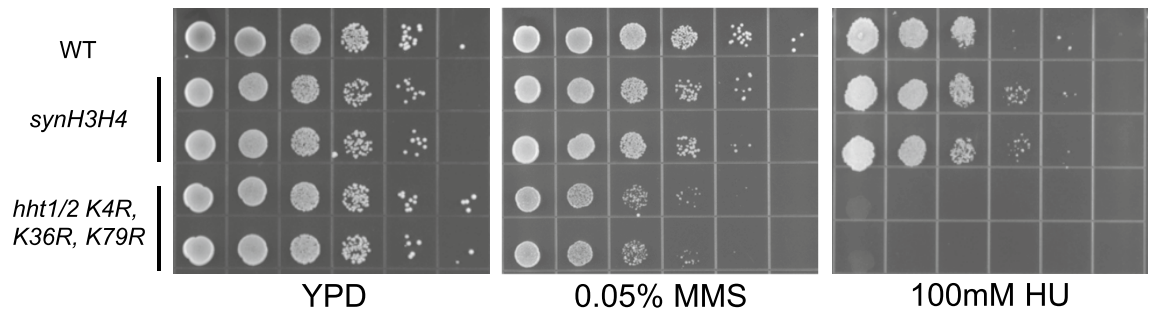 WT
synH3H4
hht1/2 K4R,
K36R, K79R
YPD
0.05% MMS
100mM HU